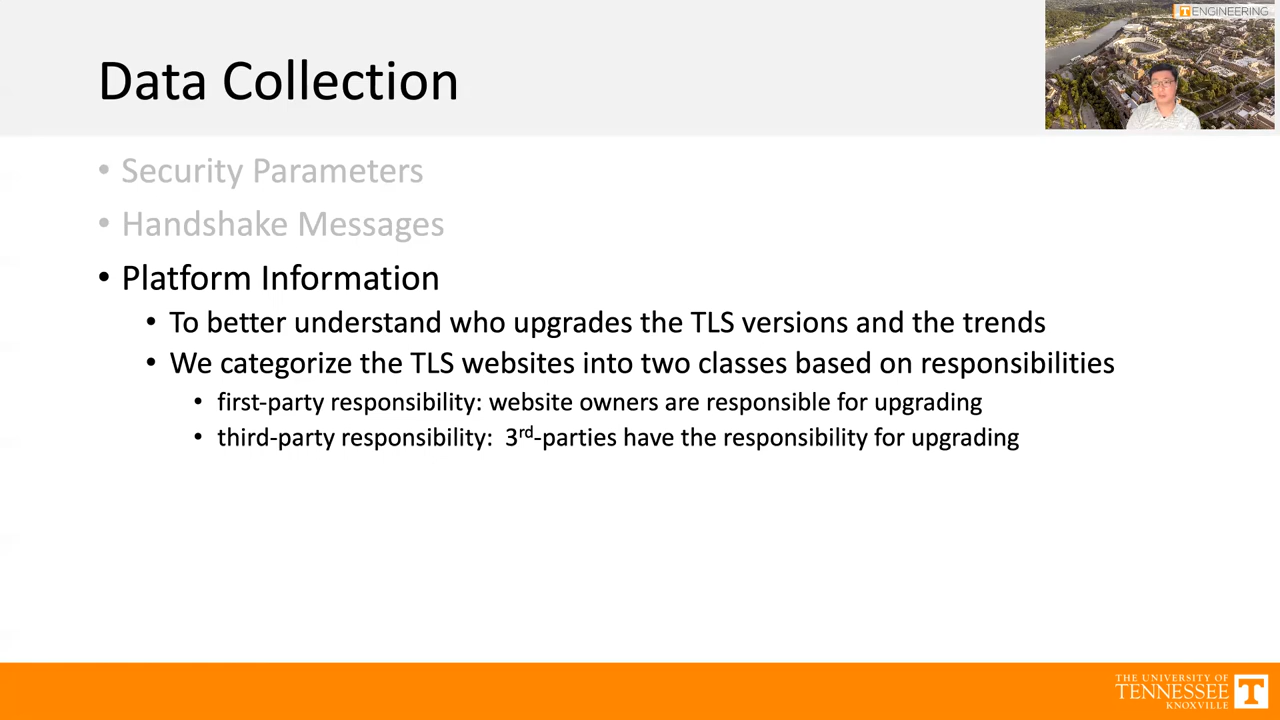 T ENGINEERING
Data Collection
• Security Parameters
• Handshake Messages
• Platform Information
• To better understand who upgrades the TLS versions and the trends
• We categorize the TLS websites into two classes based on responsibilities
• first-party responsibility: website owners are responsible for upgrading
• third-party responsibility: 3rd-parties have the responsibility for upgrading
THE UNIVERSITY OF
TENNESSEE
KNOXVILLE
T